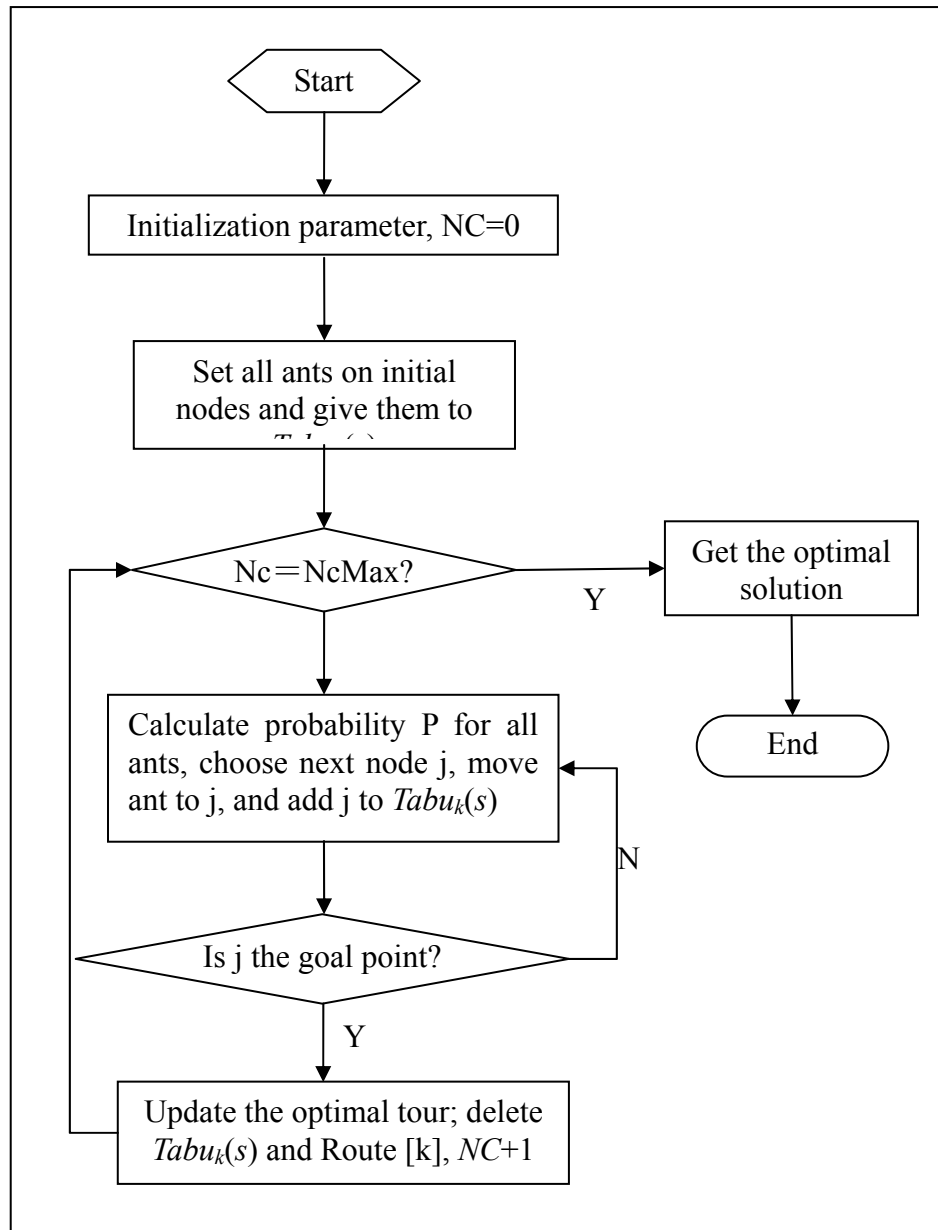 Start
Initialization parameter, NC=0
Set all ants on initial
nodes and give them to
Nc＝NcMax?
Y
Get the optimal
solution
End
Calculate probability P for all
ants, choose next node j, move
ant to j, and add j to Tabuk(s)
N
Is j the goal point?
Y
Update the optimal tour; delete
Tabuk(s) and Route [k], NC+1